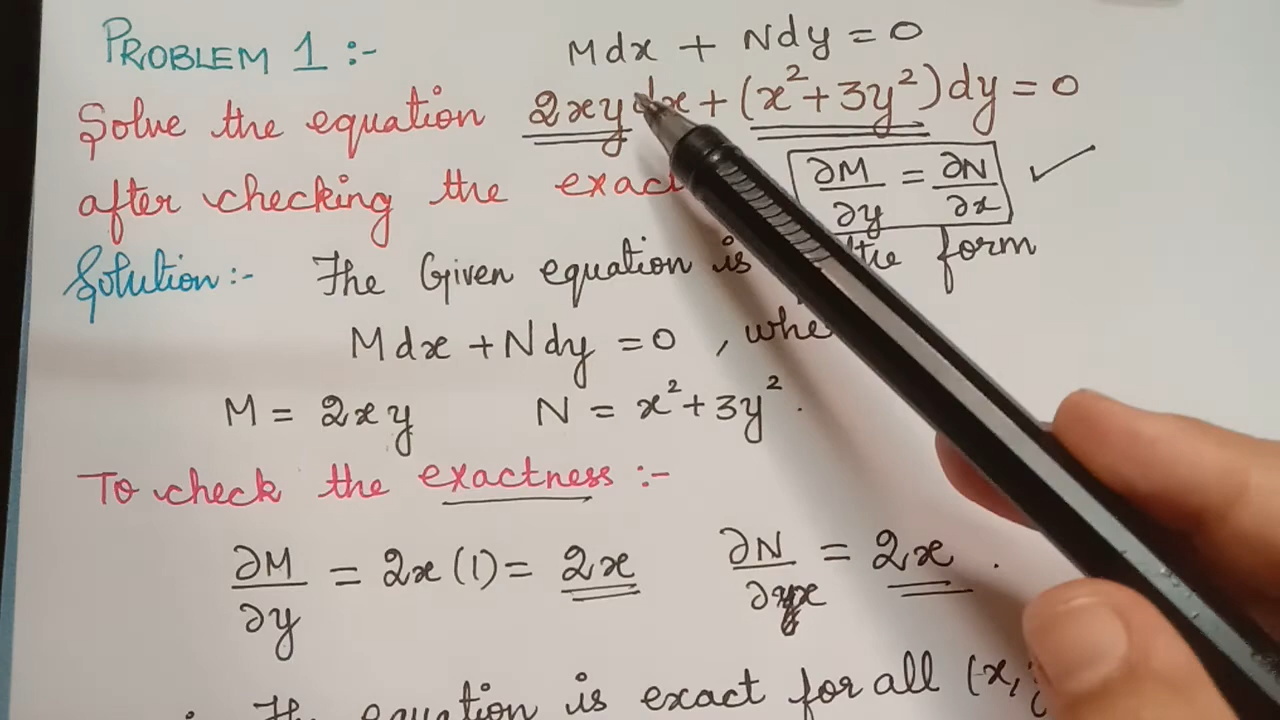 PROBLEM 1 :-
Mdx + Ndy = 0
Solve the equation 2xy dx + (x² + 3y²) dy = 0
after checking the
∂M/∂y = ∂N/∂x ✓
Solution:- The Given equation is the form
Mdx + Ndy = 0 ,
M = 2xy N = x² + 3y² .
To check the exactness :-
∂M/∂y = 2x (1) = 2x ∂N/∂x = 2x .
equation is exact for all (x,